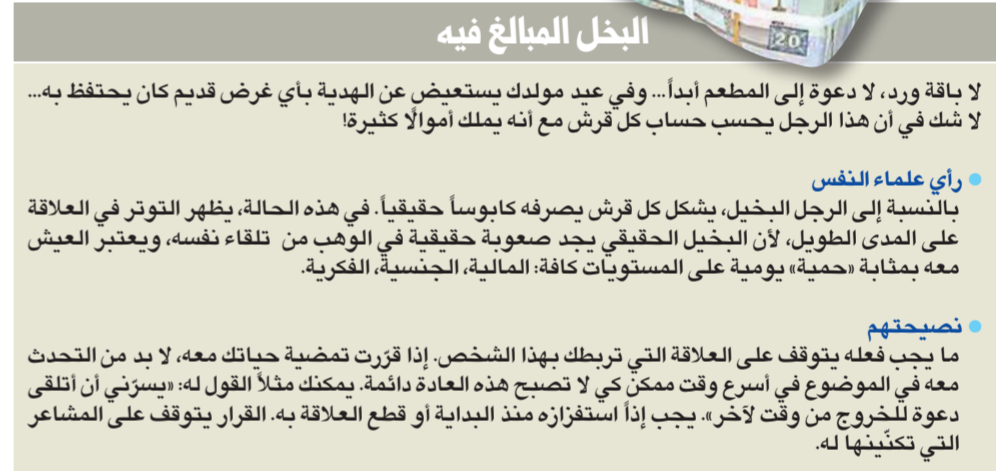 20
البخل المبالغ فيه
لا باقة ورد، لا دعوة إلى المطعم أبداً... وفي عيد مولدك يستعيض عن الهدية بأي غرض قديم كان يحتفظ به...
لا شك في أن هذا الرجل يحسب حساب كل قرش مع أنه يملك أموالًا كثيرة!
● رأي علماء النفس
بالنسبة إلى الرجل البخيل، يشكل كل قرش يصرفه كابوساً حقيقياً. في هذه الحالة، يظهر التوتر في العلاقة
على المدى الطويل، لأن البخيل الحقيقي يجد صعوبة حقيقية في الوهب من تلقاء نفسه، ويعتبر العيش
معه بمثابة «حمية» يومية على المستويات كافة: المالية، الجنسية، الفكرية.
● نصيحتهم
ما يجب فعله يتوقف على العلاقة التي تربطك بهذا الشخص. إذا قرّرت تمضية حياتك معه، لا بد من التحدث
معه في الموضوع في أسرع وقت ممكن كي لا تصبح هذه العادة دائمة. يمكنك مثلاً القول له: «يسرّني أن أتلقى
دعوة للخروج من وقت لآخر». يجب إذاً استفزازه منذ البداية أو قطع العلاقة به. القرار يتوقف على المشاعر
التي تكنّينها له.